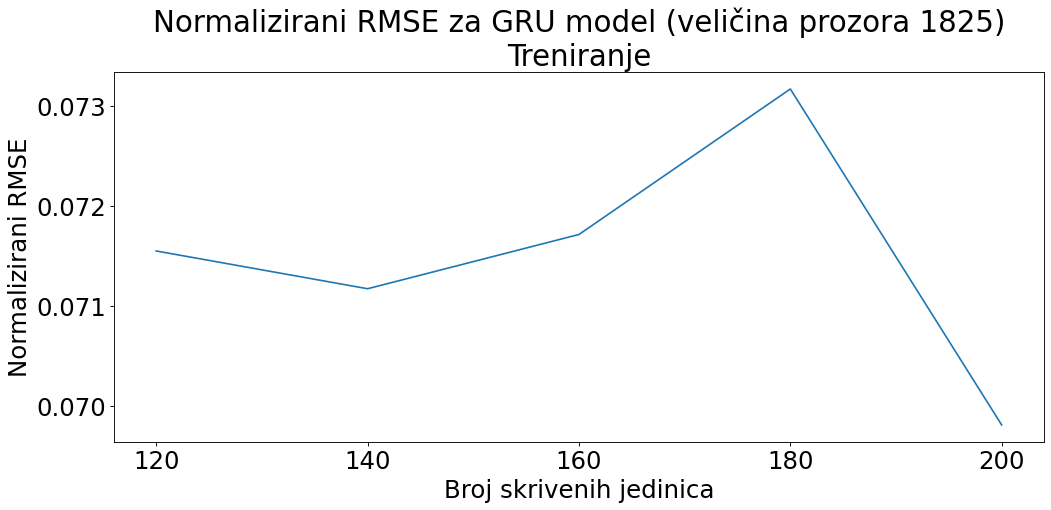 Normalizirani RMSE za GRU model (veličina prozora 1825)
Treniranje
Normalizirani RMSE
0.073
0.072
0.071
0.070
120 140 160 180 200
Broj skrivenih jedinica